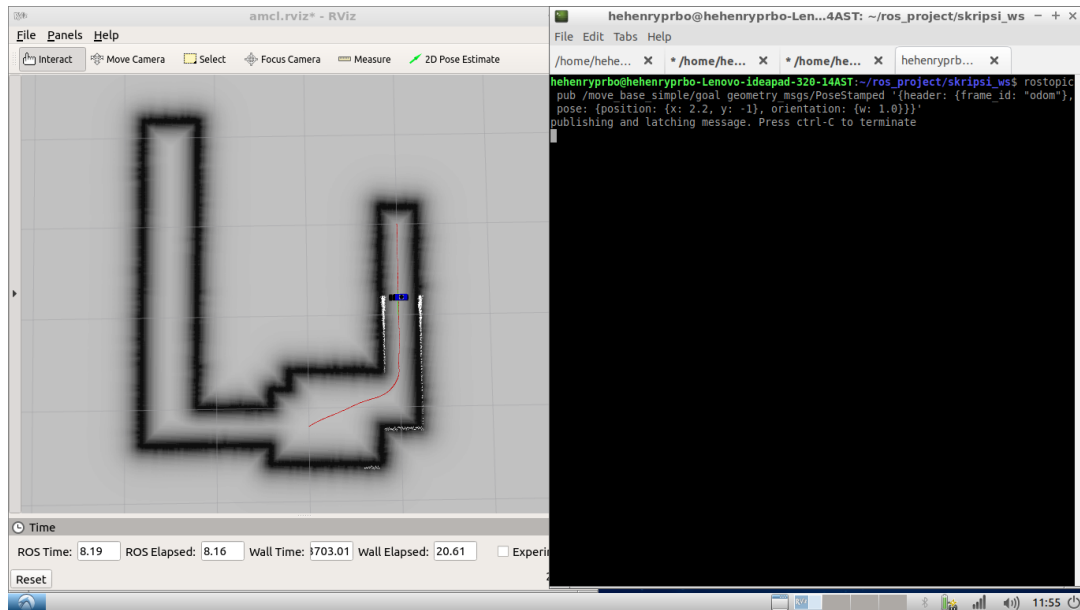 amcl.rviz* - RViz
File Panels Help
Interact Move Camera Select Focus Camera Measure 2D Pose Estimate
Time
ROS Time: 8.19 ROS Elapsed: 8.16 Wall Time: 3703.01 Wall Elapsed: 20.61 Experi
Reset
hehenryprbo@hehenryprbo-Len...4AST: ~/ros_project/skripsi_ws
File Edit Tabs Help
/home/hehe... * /home/he... * /home/he... hehenryprb...
hehenryprbo@hehenryprbo-Lenovo-ideapad-320-14AST:~/ros_project/skripsi_ws$ rostopic
pub /move_base_simple/goal geometry_msgs/PoseStamped '{header: {frame_id: "odom"},
pose: {position: {x: 2.2, y: -1}, orientation: {w: 1.0}}}'
publishing and latching message. Press ctrl-C to terminate
11:55